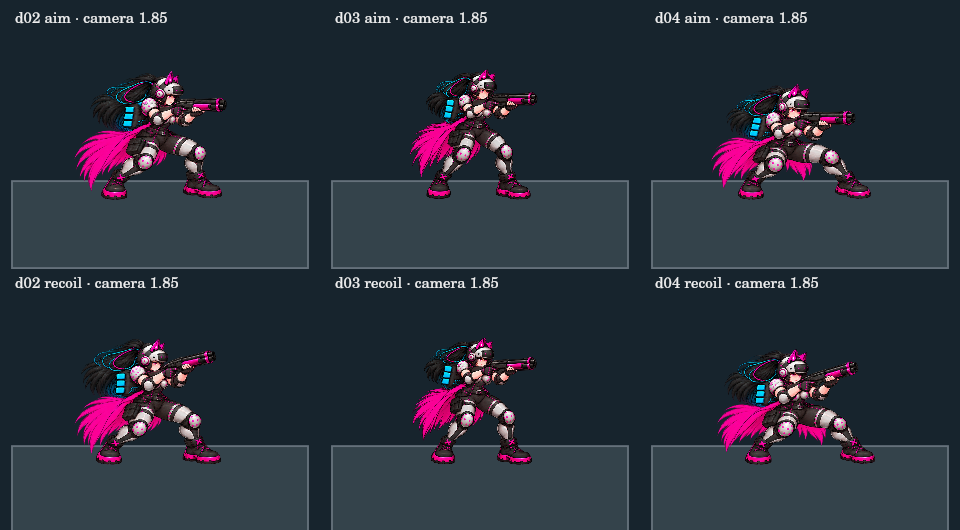 d02 aim · camera 1.85
d03 aim · camera 1.85
d04 aim · camera 1.85
d02 recoil · camera 1.85
d03 recoil · camera 1.85
d04 recoil · camera 1.85